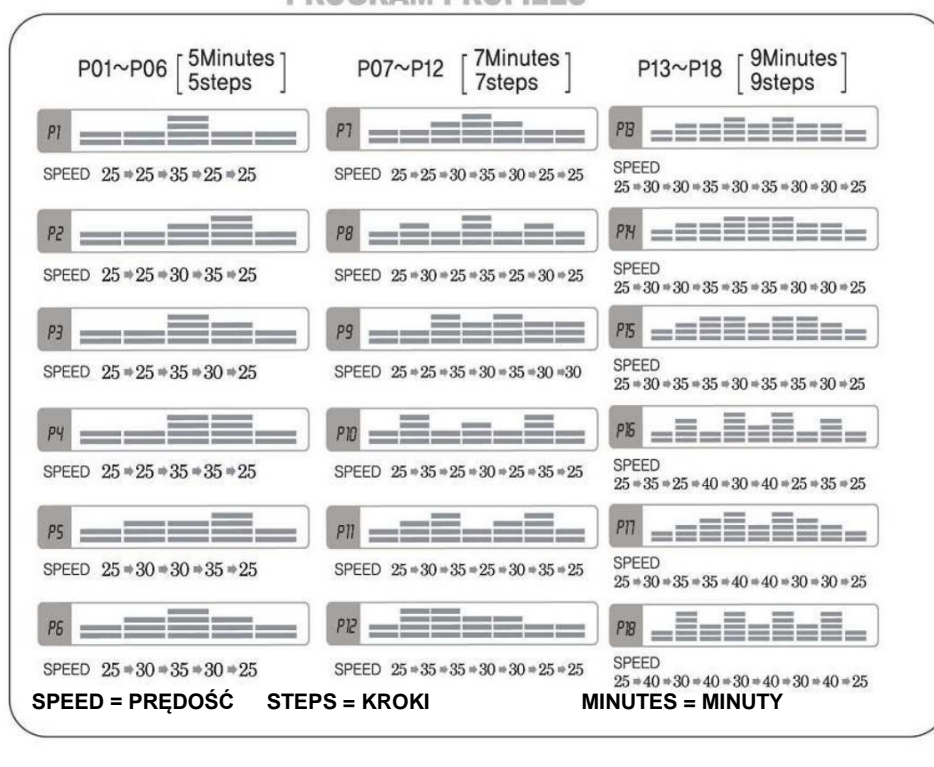 PROGRAM PROFILES
P01~P06 [5Minutes
5steps]
P1
SPEED 25⇒25⇒35⇒25⇒25
P2
SPEED 25⇒25⇒30⇒35⇒25
P3
SPEED 25⇒25⇒35⇒30⇒25
P4
SPEED 25⇒25⇒35⇒35⇒25
P5
SPEED 25⇒30⇒30⇒35⇒25
P6
SPEED 25⇒30⇒35⇒30⇒25
P07~P12 [7Minutes
7steps]
P7
SPEED 25⇒25⇒30⇒35⇒30⇒25⇒25
P8
SPEED 25⇒30⇒25⇒35⇒25⇒30⇒25
P9
SPEED 25⇒25⇒35⇒30⇒35⇒30⇒30
P10
SPEED 25⇒35⇒25⇒30⇒25⇒35⇒25
P11
SPEED 25⇒30⇒35⇒25⇒30⇒35⇒25
P12
SPEED 25⇒35⇒35⇒30⇒30⇒25⇒25
P13~P18 [9Minutes
9steps]
P13
SPEED
25⇒30⇒30⇒35⇒30⇒35⇒30⇒30⇒25
P14
SPEED
25⇒30⇒30⇒35⇒35⇒35⇒30⇒30⇒25
P15
SPEED
25⇒30⇒35⇒35⇒30⇒35⇒35⇒30⇒25
P16
SPEED
25⇒35⇒25⇒40⇒30⇒40⇒25⇒35⇒25
P17
SPEED
25⇒30⇒35⇒35⇒40⇒40⇒30⇒30⇒25
P18
SPEED
25⇒40⇒30⇒40⇒30⇒40⇒30⇒40⇒25
SPEED = PRĘDOŚĆ STEPS = KROKI MINUTES = MINUTY